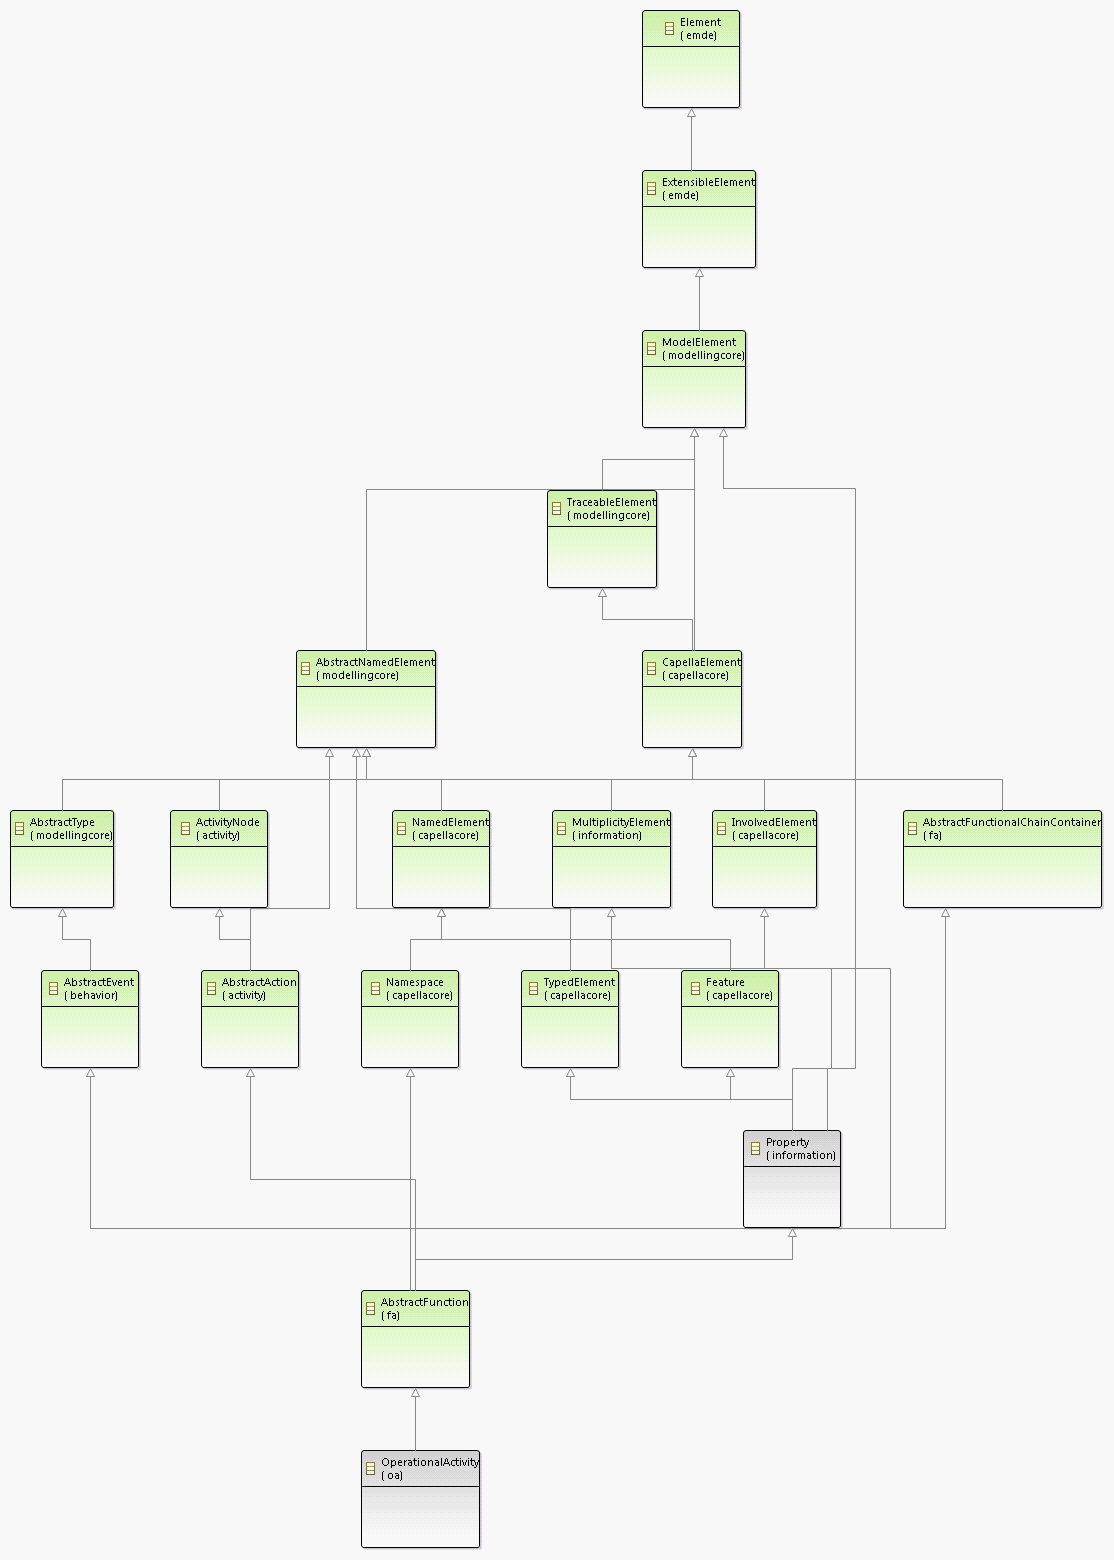 Element
( emde)
ExtensibleElement
( emde)
ModelElement
( modellingcore)
TraceableElement
( modellingcore)
AbstractNamedElement
( modellingcore)
CapellaElement
( capellacore)
AbstractType
( modellingcore)
ActivityNode
( activity)
NamedElement
( capellacore)
MultiplicityElement
( information)
InvolvedElement
( capellacore)
AbstractFunctionalChainContainer
( fa)
AbstractEvent
( behavior)
AbstractAction
( activity)
Namespace
( capellacore)
TypedElement
( capellacore)
Feature
( capellacore)
Property
( information)
AbstractFunction
( fa)
OperationalActivity
( oa)